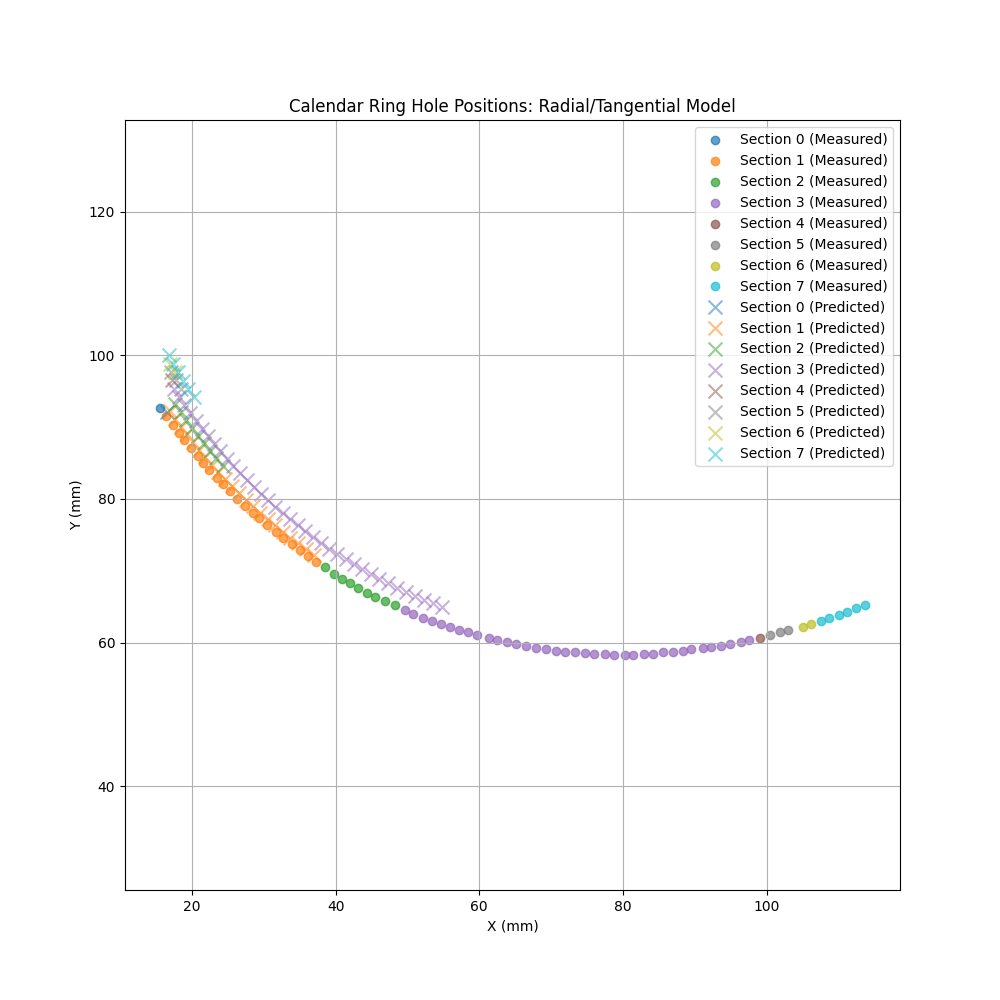 Calendar Ring Hole Positions: Radial/Tangential Model
Section 0 (Measured)
Section 1 (Measured)
Section 2 (Measured)
Section 3 (Measured)
Section 4 (Measured)
Section 5 (Measured)
Section 6 (Measured)
Section 7 (Measured)
Section 0 (Predicted)
Section 1 (Predicted)
Section 2 (Predicted)
Section 3 (Predicted)
Section 4 (Predicted)
Section 5 (Predicted)
Section 6 (Predicted)
Section 7 (Predicted)
120
100
80
60
40
Y (mm)
20
40
60
80
100
X (mm)